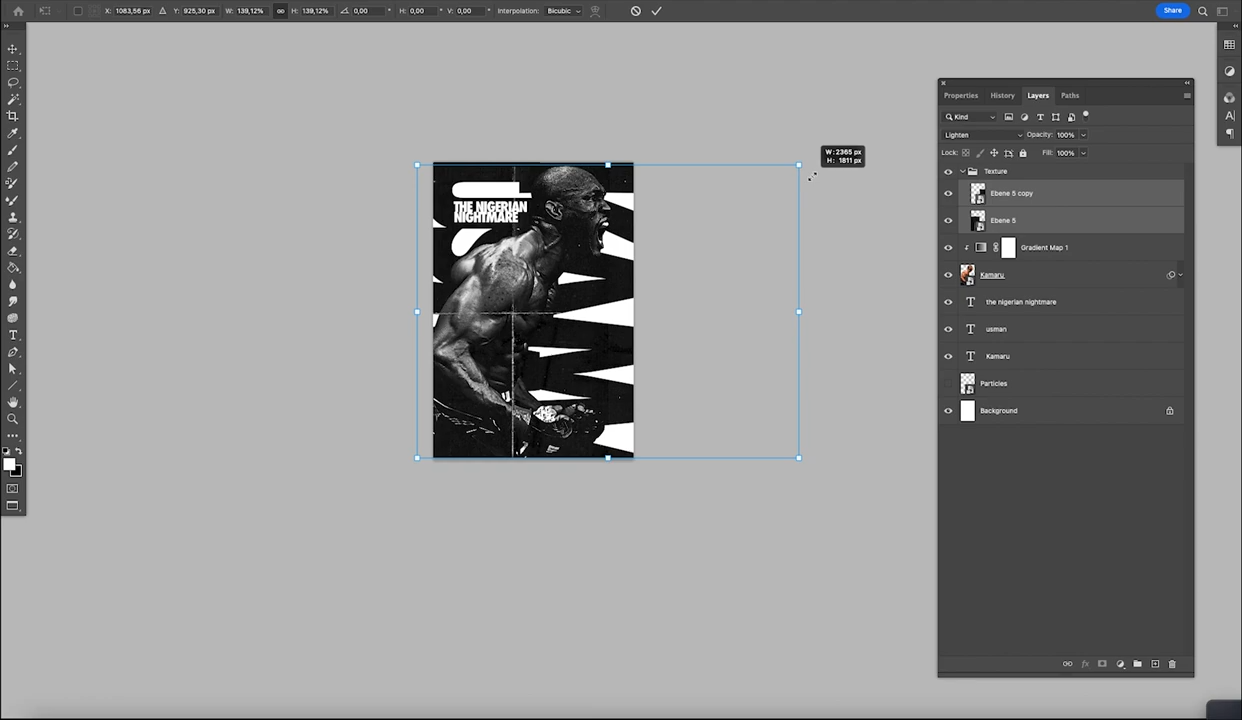 X: 1083,56 px Y: 925,30 px W: 139,12% H: 139,12% 0,00 ° H: 0,00 ° V: 0,00 ° Interpolation: Bicubic Share
W: 2365 px
H: 1811 px
THE NIGERIAN
NIGHTMARE
Properties History Layers Paths
Kind
Lighten Opacity: 100%
Lock: Fill: 100%
Texture
Ebene 5 copy
Ebene 5
Gradient Map 1
Kamaru
T the nigerian nightmare
T usman
T Kamaru
Particles
Background